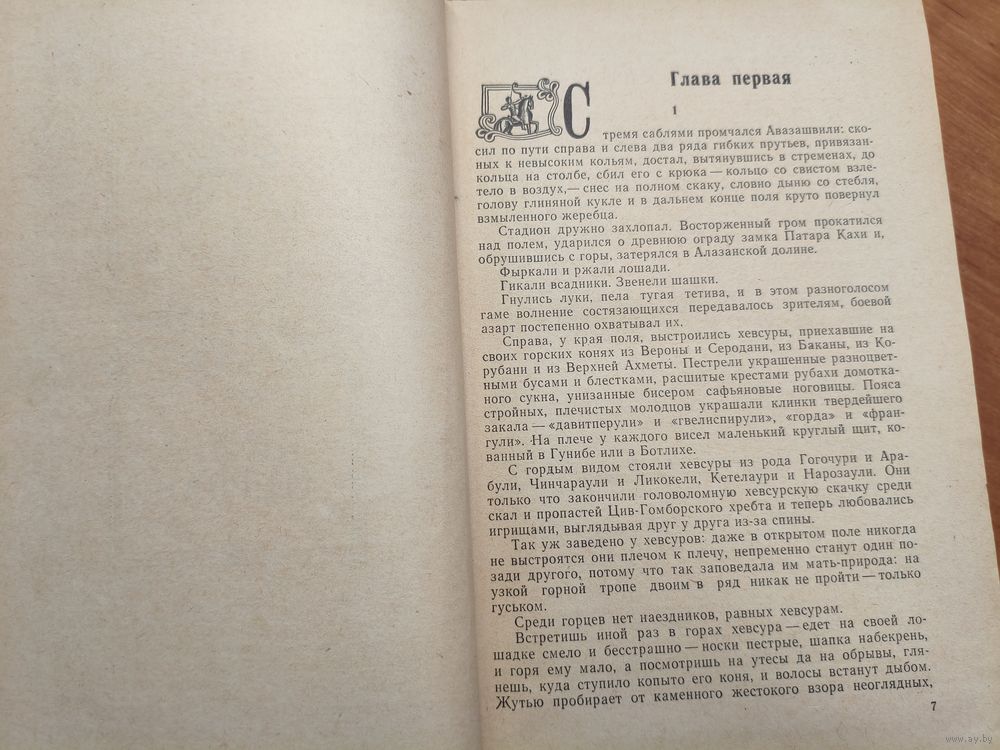 Глава первая
1
С тремя саблями промчался Авазашвили: ско-
сил по пути справа и слева два ряда гибких прутьев, привязан-
ных к невысоким кольям, достал, вытянувшись в стременах, до
кольца на столбе, сбил его с крюка — кольцо со свистом взле-
тело в воздух,— снес на полном скаку, словно дыню со стебля,
голову глиняной кукле и в дальнем конце поля круто повернул
взмыленного жеребца.
Стадион дружно захлопал. Восторженный гром прокатился
над полем, ударился о древнюю ограду замка Патара Кахи и,
обрушившись с горы, затерялся в Алазанской долине.
Фыркали и ржали лошади.
Гикали всадники. Звенели шашки.
Гнулись луки, пела тугая тетива, и в этом разноголосом
гаме волнение состязающихся передавалось зрителям, боевой
азарт постепенно охватывал их.
Справа, у края поля, выстроились хевсуры, приехавшие на
своих горских конях из Вероны и Серодани, из Баканы, из Ко-
рубани и из Верхней Ахметы. Пестрели украшенные разноцвет-
ными бусами и блестками, расшитые крестами рубахи домотка-
ного сукна, унизанные бисером сафьяновые ноговицы. Пояса
стройных, плечистых молодцов украшали клинки твердейшего
закала — «давитперули» и «гвелиспирули», «горда» и «фран-
гули». На плече у каждого висел маленький круглый щит, ко-
ванный в Гунибе или в Ботлихе.
С гордым видом стояли хевсуры из рода Гогочури и Ара-
були, Чинчараули и Ликокели, Кетелаури и Нарозаули. Они
только что закончили головоломную хевсурскую скачку среди
скал и пропастей Цив-Гомборского хребта и теперь любовались
игрищами, выглядывая друг у друга из-за спины.
Так уж заведено у хевсуров: даже в открытом поле никогда
не выстроятся они плечом к плечу, непременно станут один по-
зади другого, потому что так заповедала им мать-природа: на
узкой горной тропе двоим в ряд никак не пройти — только
гуськом.
Среди горцев нет наездников, равных хевсурам.
Встретишь иной раз в горах хевсура — едет на своей ло-
шадке смело и бесстрашно — носки пестрые, шапка набекрень,
и горя ему мало, а посмотришь на утесы да на обрывы, гля-
нешь, куда ступило копыто его коня, и волосы встанут дыбом.
Жутью пробирает от каменного жестокого взора неоглядных,
7
www.ay.by